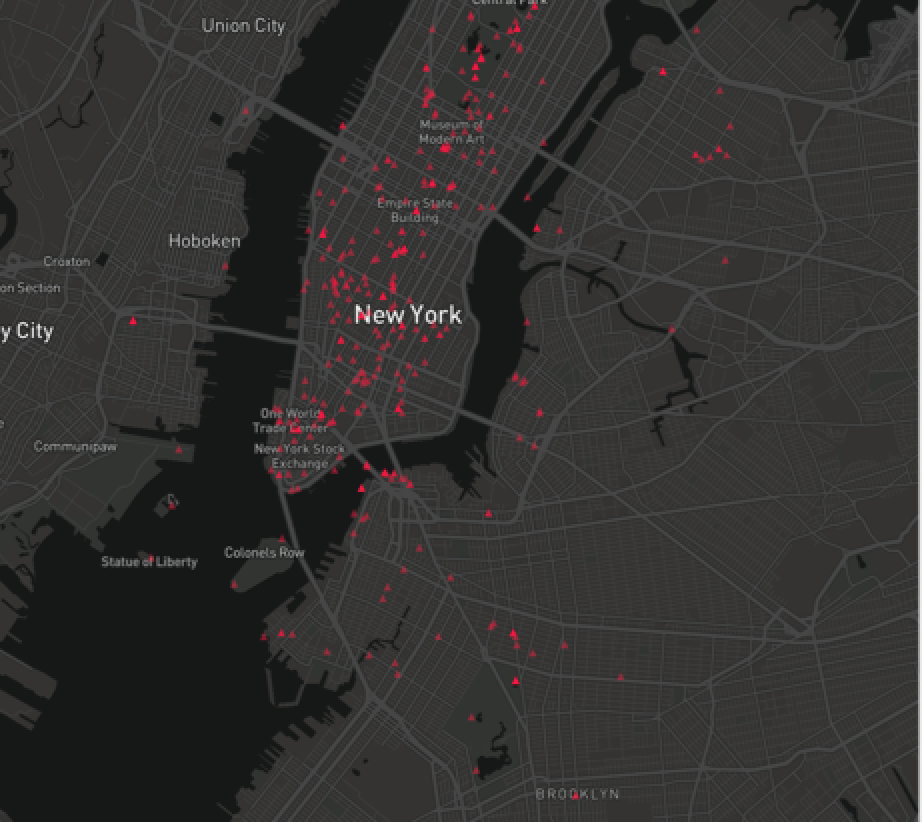 Central Park
Union City
Museum of
Modern Art
Empire State
Building
Hoboken
Croxton
on Section
New York
y City
One World
Trade Center
Communipaw
New York Stock
Exchange
Colonels Row
Statue of Liberty
BROOKLYN